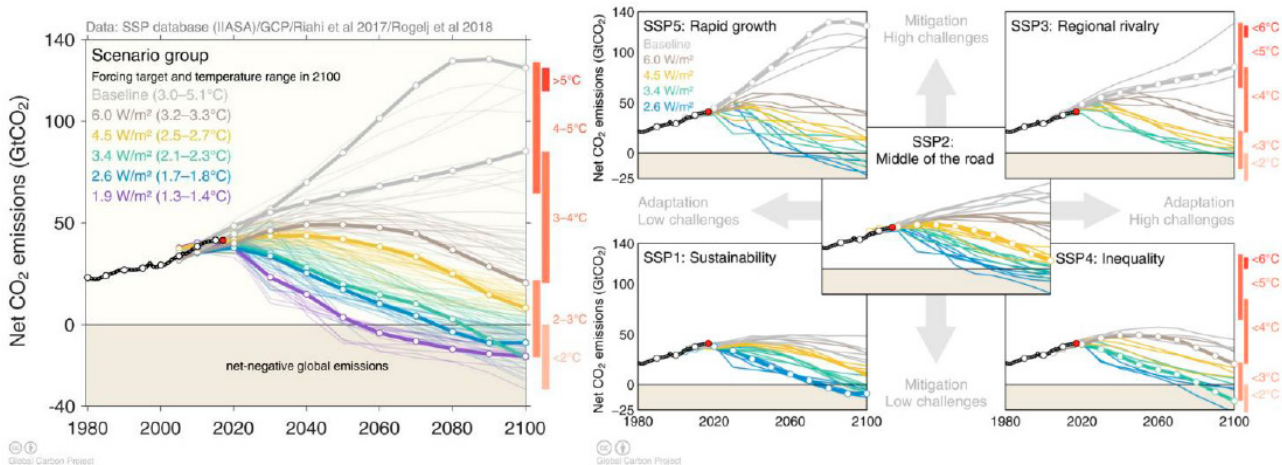 Data: SSP database (IIASA)/GCP/Riahi et al 2017/Rogelj et al 2018
Net CO₂ emissions (GtCO₂)
140
100
50
0
-40
Scenario group
Forcing target and temperature range in 2100
Baseline (3.0–5.1°C)
6.0 W/m² (3.2–3.3°C)
4.5 W/m² (2.5–2.7°C)
3.4 W/m² (2.1–2.3°C)
2.6 W/m² (1.7–1.8°C)
1.9 W/m² (1.3–1.4°C)
net-negative global emissions
>5°C
4–5°C
3–4°C
2–3°C
<2°C
1980 2000 2020 2040 2060 2080 2100
Global Carbon Project
Net CO₂ emissions (GtCO₂)
140
100
50
0
−25
SSP5: Rapid growth
Baseline
6.0 W/m²
4.5 W/m²
3.4 W/m²
2.6 W/m²
Mitigation
High challenges
SSP3: Regional rivalry
<6°C
<5°C
<4°C
<3°C
<2°C
SSP2:
Middle of the road
Adaptation
Low challenges
Adaptation
High challenges
Net CO₂ emissions (GtCO₂)
140
100
50
0
−25
SSP1: Sustainability
SSP4: Inequality
<6°C
<5°C
<4°C
<3°C
<2°C
Mitigation
Low challenges
1980 2020 2060 2100
1980 2020 2060 2100
Global Carbon Project